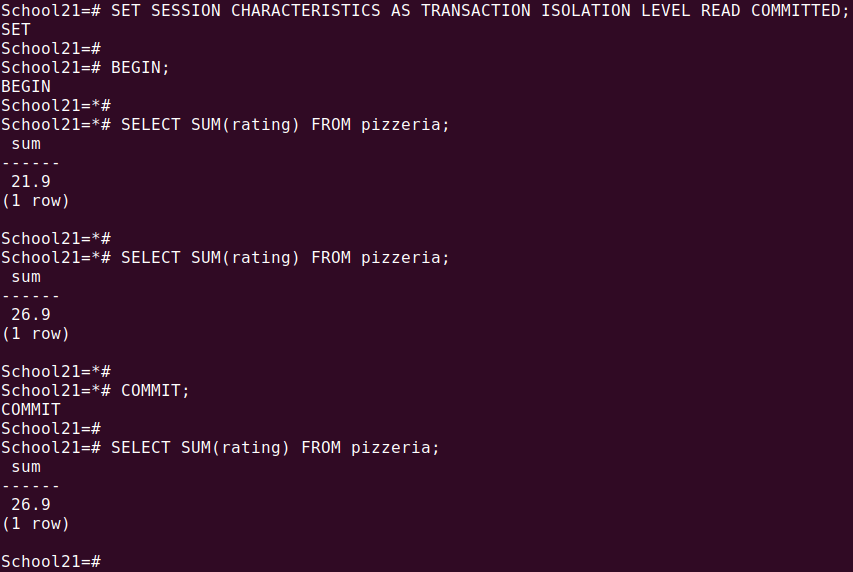 School21=# SET SESSION CHARACTERISTICS AS TRANSACTION ISOLATION LEVEL READ COMMITTED;
SET
School21=#
School21=# BEGIN;
BEGIN
School21=*#
School21=*# SELECT SUM(rating) FROM pizzeria;
 sum
------
 21.9
(1 row)

School21=*#
School21=*# SELECT SUM(rating) FROM pizzeria;
 sum
------
 26.9
(1 row)

School21=*#
School21=*# COMMIT;
COMMIT
School21=#
School21=# SELECT SUM(rating) FROM pizzeria;
 sum
------
 26.9
(1 row)

School21=#